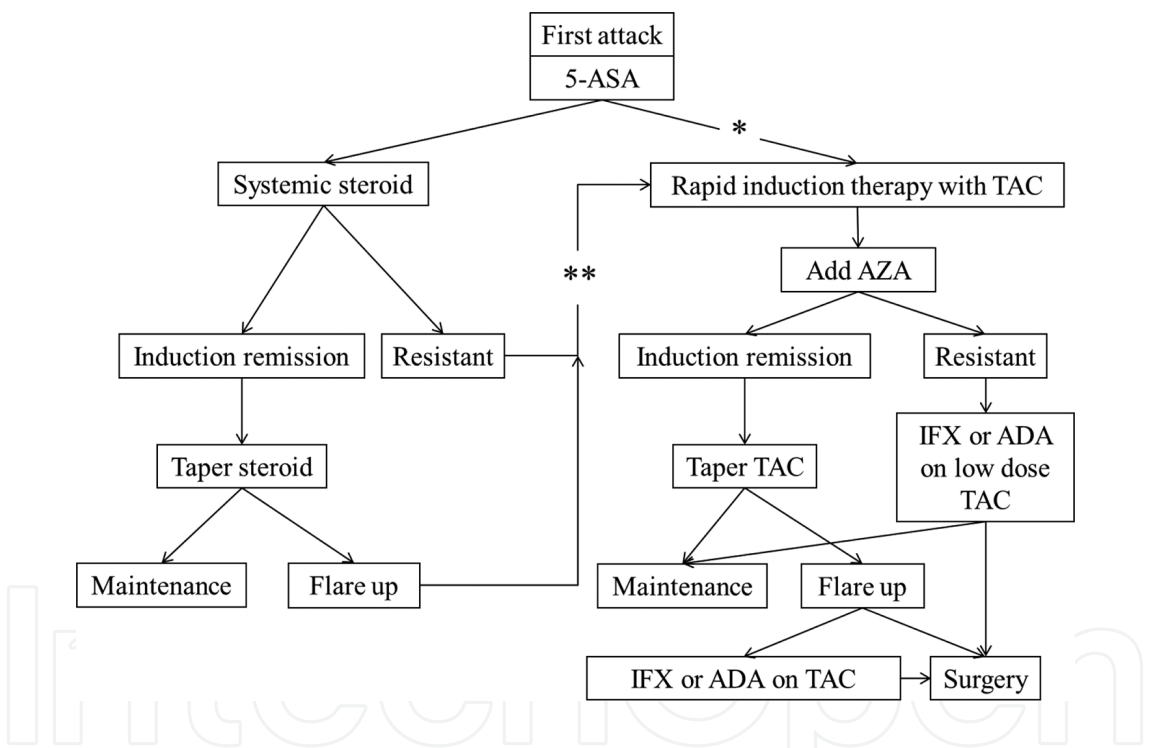 First attack
5-ASA
*
Systemic steroid
Rapid induction therapy with TAC
Add AZA
**
Induction remission
Resistant
Induction remission
Resistant
Taper steroid
Taper TAC
IFX or ADA
on low dose
TAC
Maintenance
Flare up
Maintenance
Flare up
IFX or ADA on TAC
Surgery